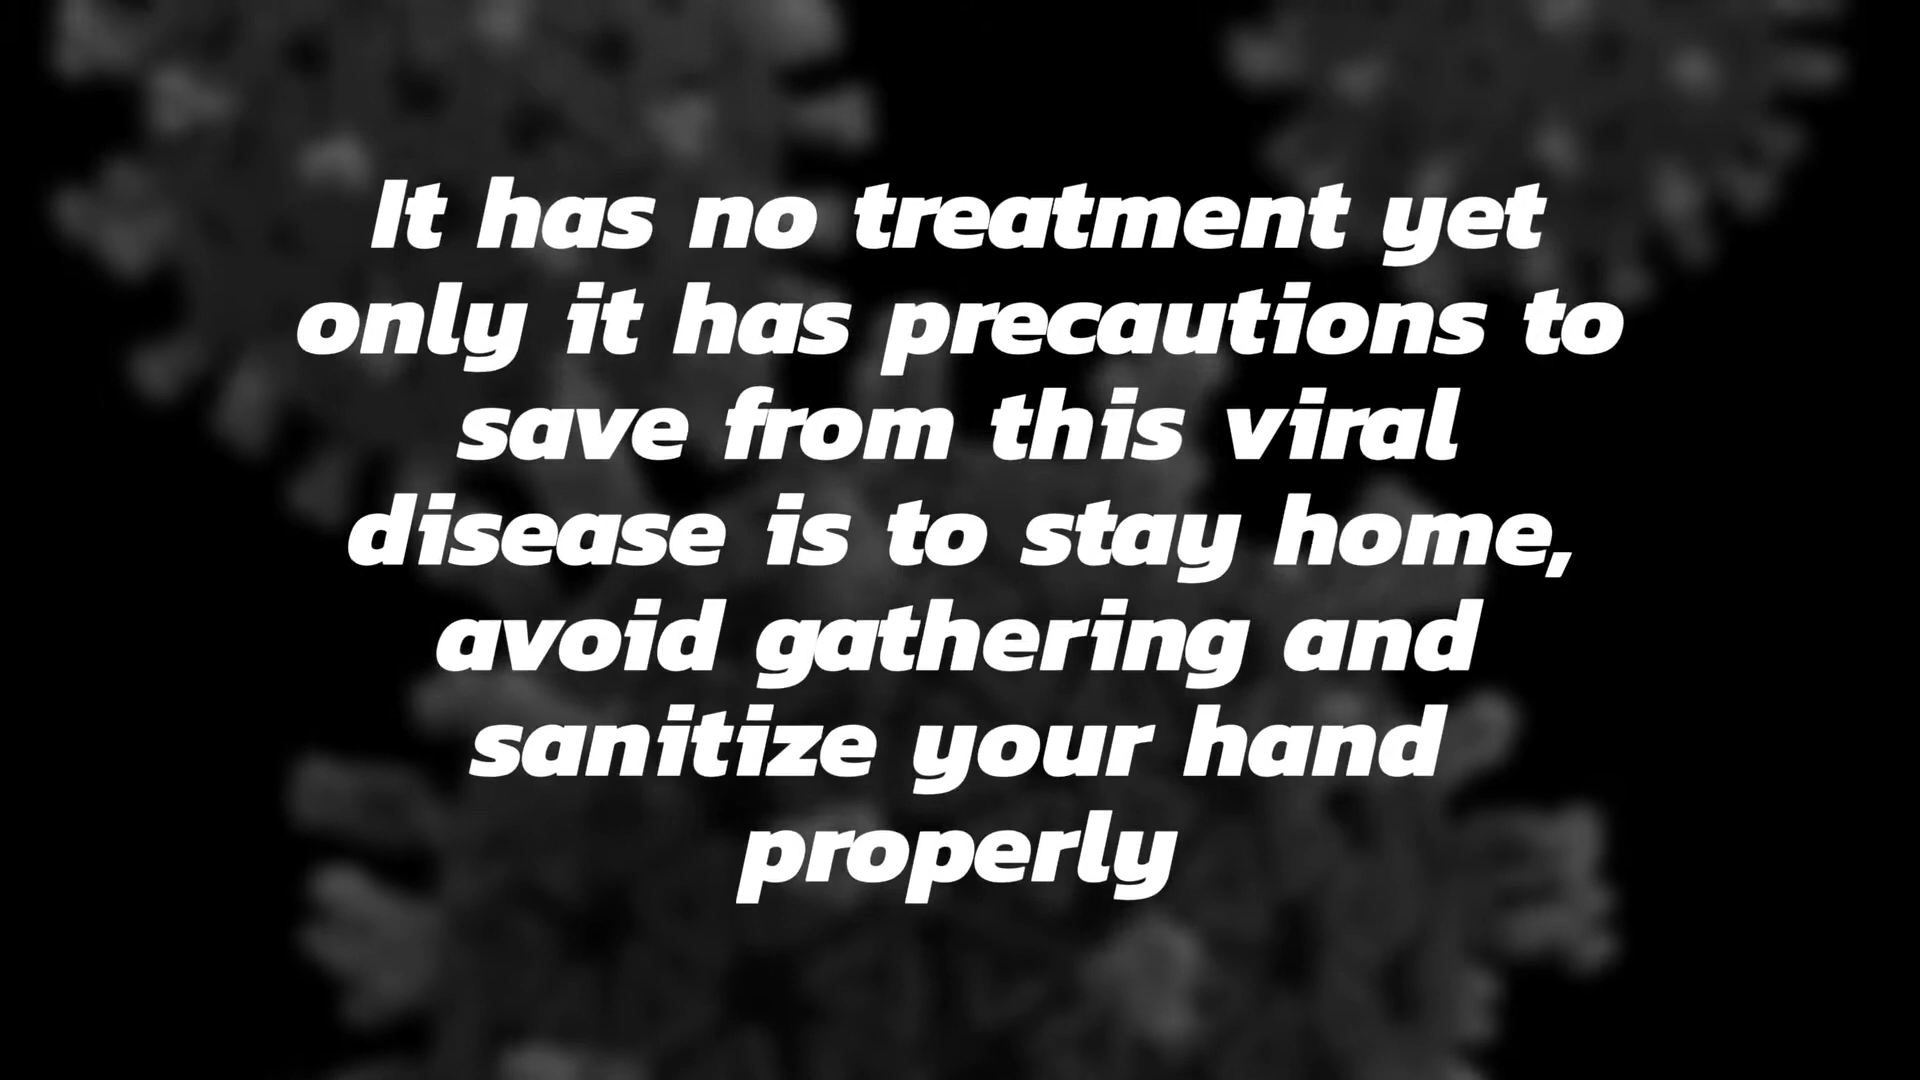 It has no treatment yet
only it has precautions to
save from this viral
disease is to stay home,
avoid gathering and
sanitize your hand
properly